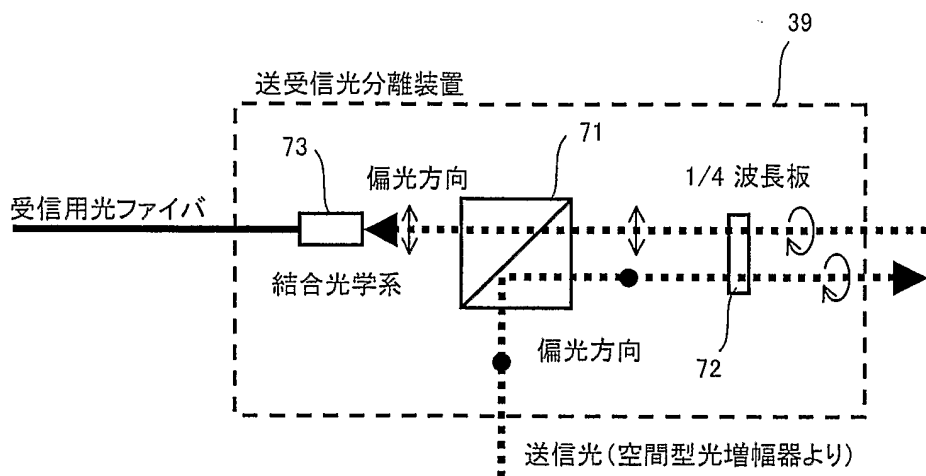 39
送受信光分離装置
73
71
偏光方向
1/4 波長板
受信用光ファイバ
結合光学系
偏光方向
72
送信光(空間型光増幅器より)